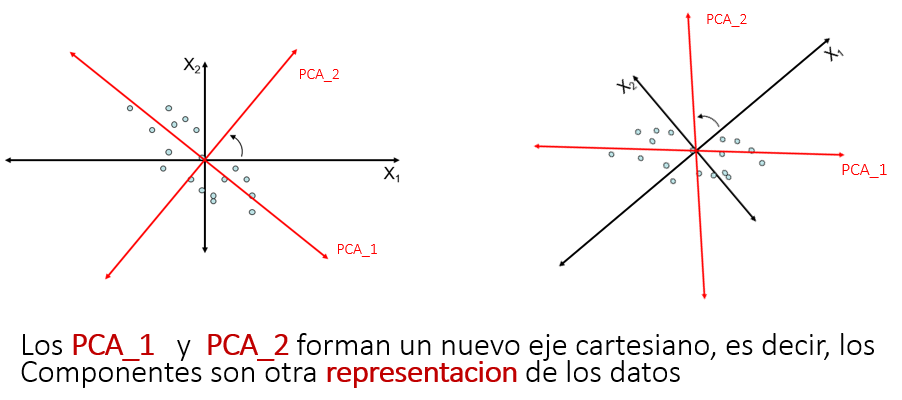 PCA_2
X₂
PCA_2
X₁
X₂
X₁
PCA_1
PCA_1
Los PCA_1 y PCA_2 forman un nuevo eje cartesiano, es decir, los
Componentes son otra representacion de los datos